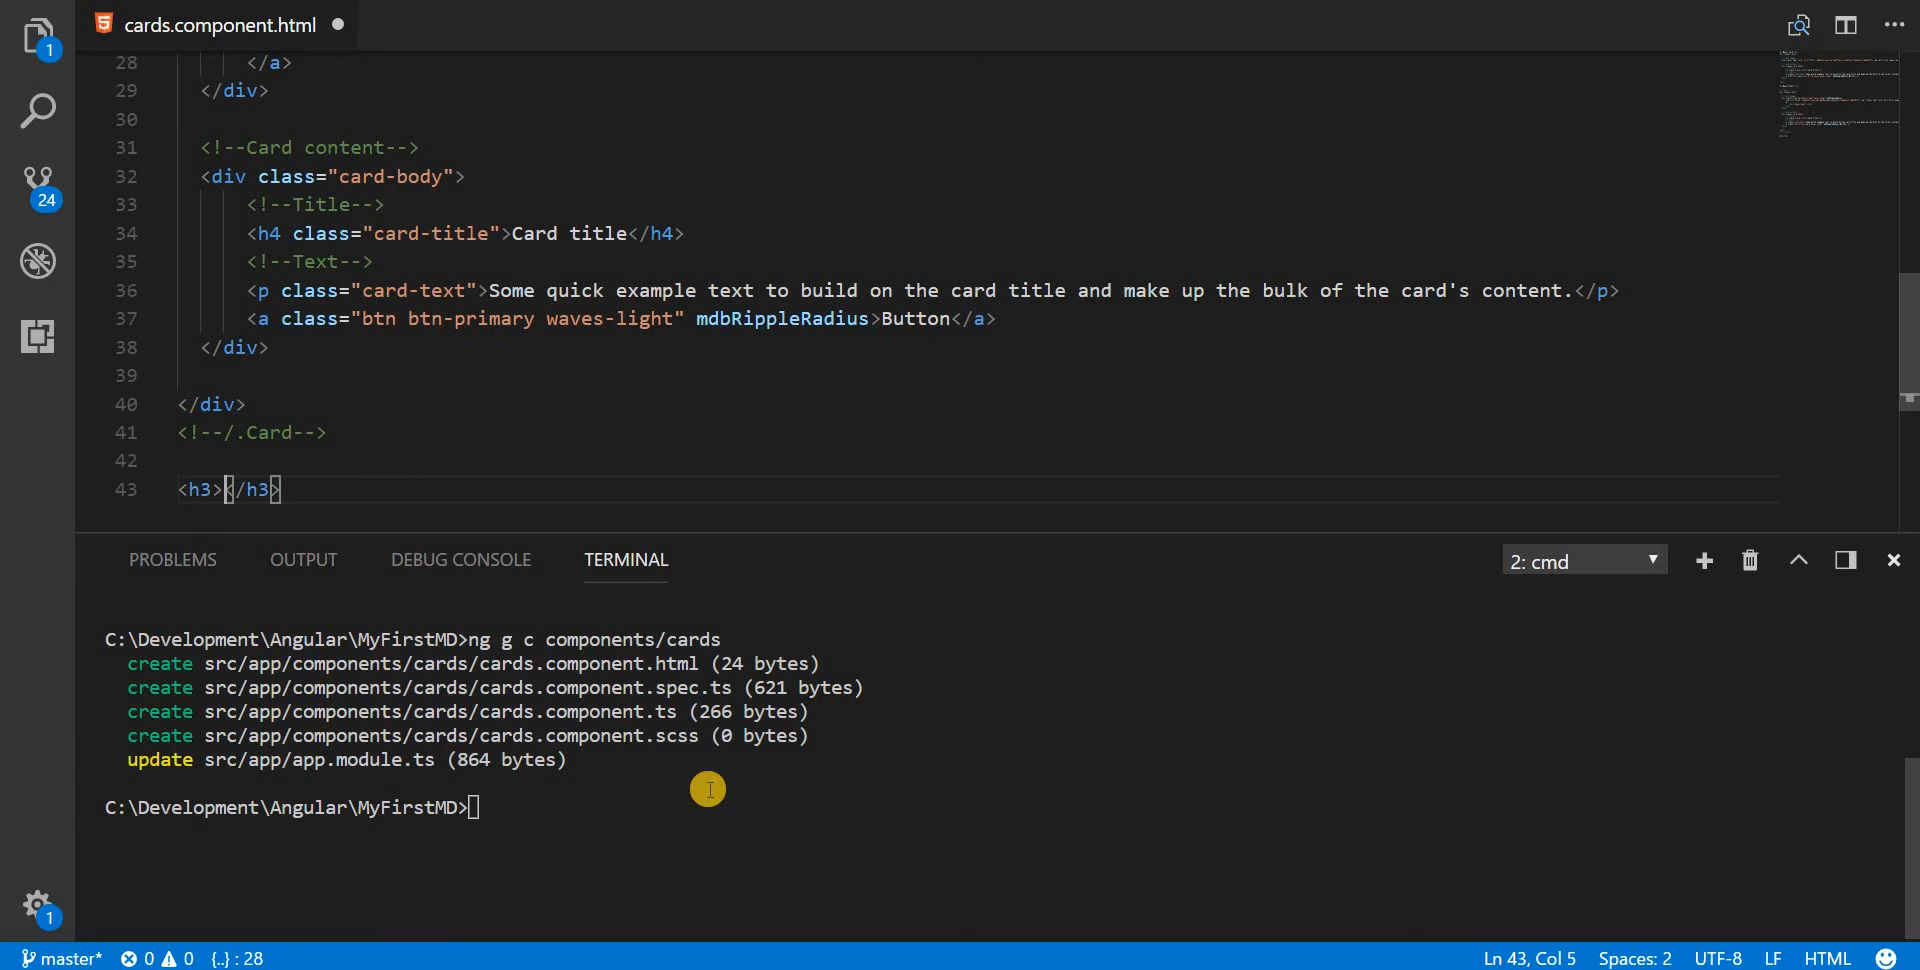 cards.component.html
1
28 </a>
29 </div>
30
31 <!--Card content-->
32 <div class="card-body">
33 <!--Title-->
34 <h4 class="card-title">Card title</h4>
35 <!--Text-->
36 <p class="card-text">Some quick example text to build on the card title and make up the bulk of the card's content.</p>
37 <a class="btn btn-primary waves-light" mdbRippleRadius>Button</a>
38 </div>
39
40 </div>
41 <!--/.Card-->
42
43 <h3></h3>
24
PROBLEMS OUTPUT DEBUG CONSOLE TERMINAL 2: cmd
C:\Development\Angular\MyFirstMD>ng g c components/cards
create src/app/components/cards/cards.component.html (24 bytes)
create src/app/components/cards/cards.component.spec.ts (621 bytes)
create src/app/components/cards/cards.component.ts (266 bytes)
create src/app/components/cards/cards.component.scss (0 bytes)
update src/app/app.module.ts (864 bytes)
C:\Development\Angular\MyFirstMD>
1
master* 0 0 {..} : 28 Ln 43, Col 5 Spaces: 2 UTF-8 LF HTML